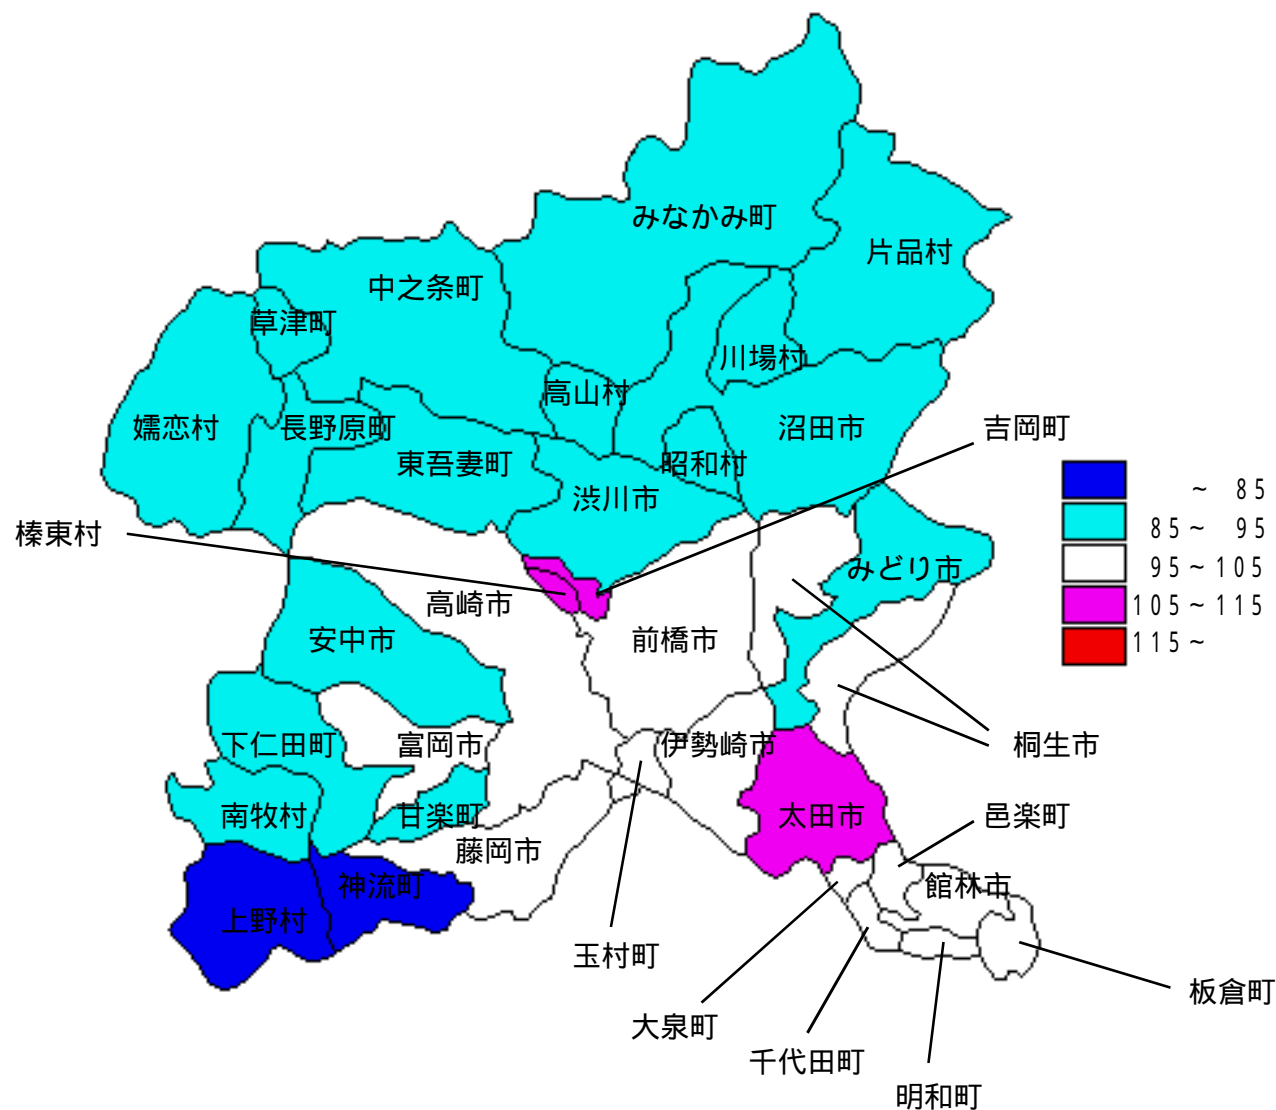 みなかみ町
片品村
中之条町
草津町
川場村
高山村
嬬恋村
長野原町
沼田市
吉岡町
東吾妻町
昭和村
渋川市
～ 85
85～ 95
95～105
105～115
115～
榛東村
みどり市
高崎市
安中市
前橋市
下仁田町
富岡市
伊勢崎市
桐生市
南牧村
甘楽町
太田市
邑楽町
藤岡市
神流町
館林市
上野村
玉村町
板倉町
大泉町
千代田町
明和町